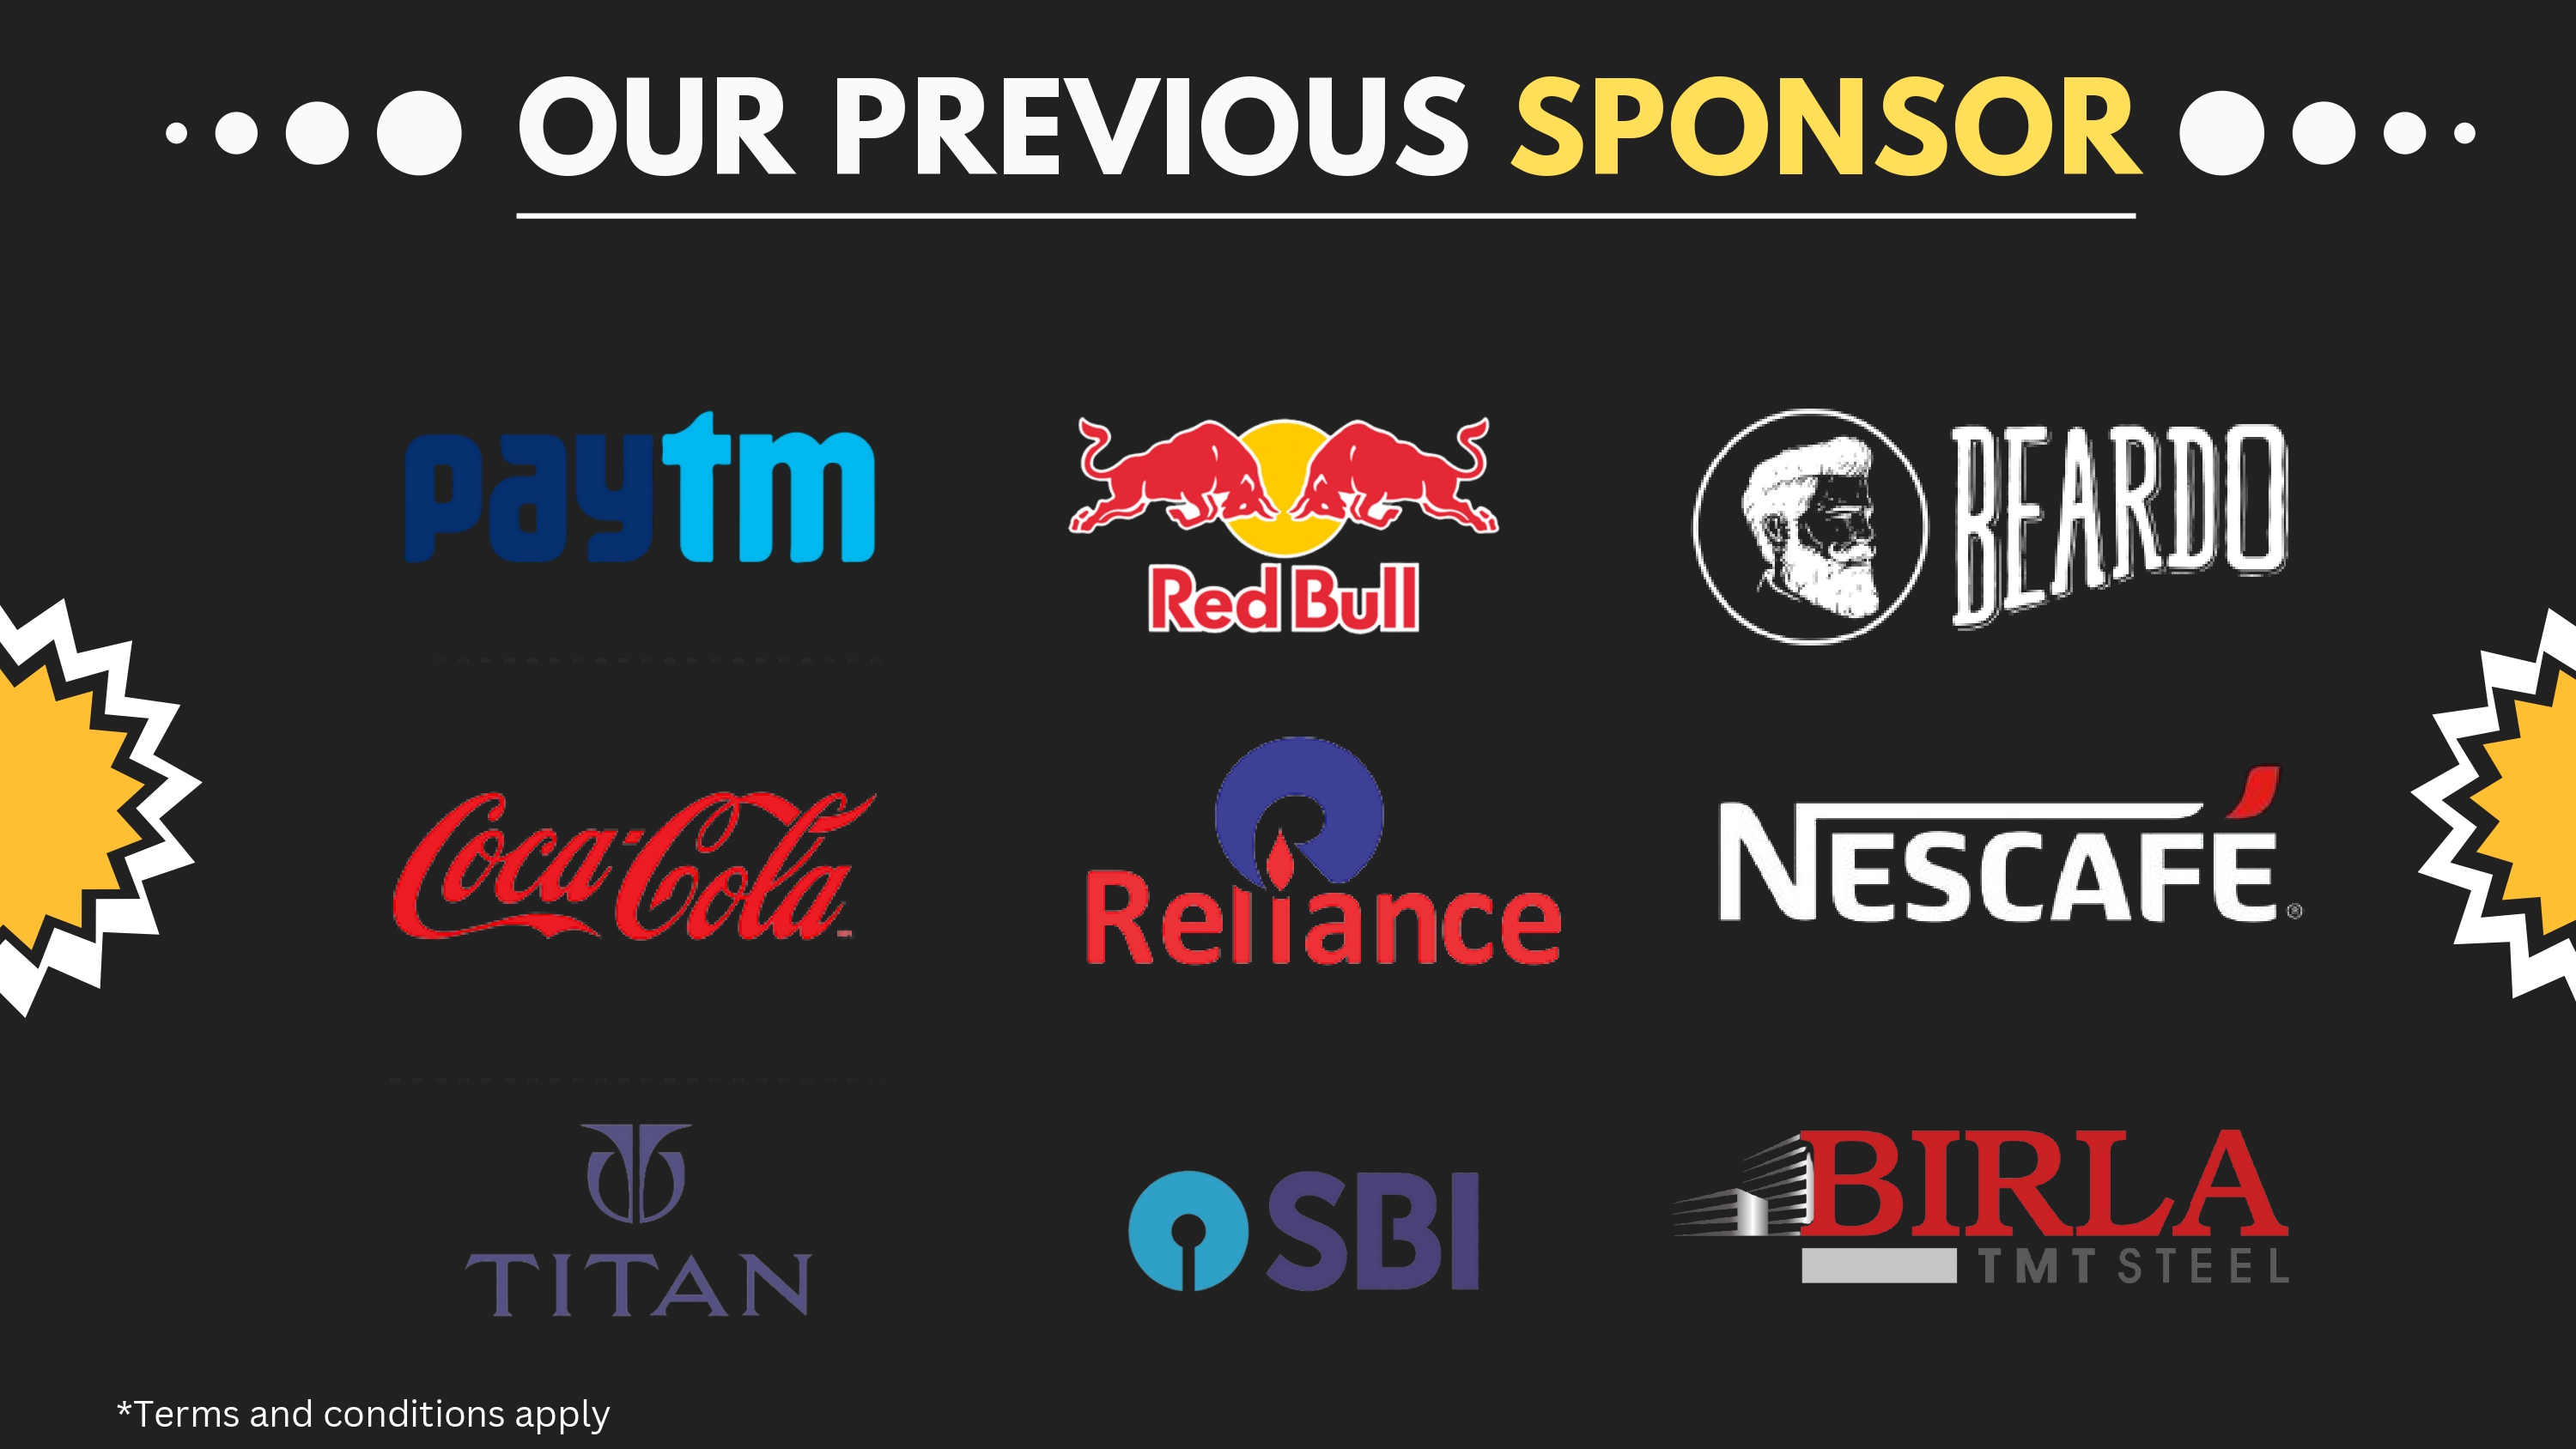 OUR PREVIOUS SPONSOR
paytm
Red Bull
BEARDO
Coca-Cola
Reliance
NESCAFÉ®
TITAN
SBI
BIRLA
TMT STEEL
*Terms and conditions apply